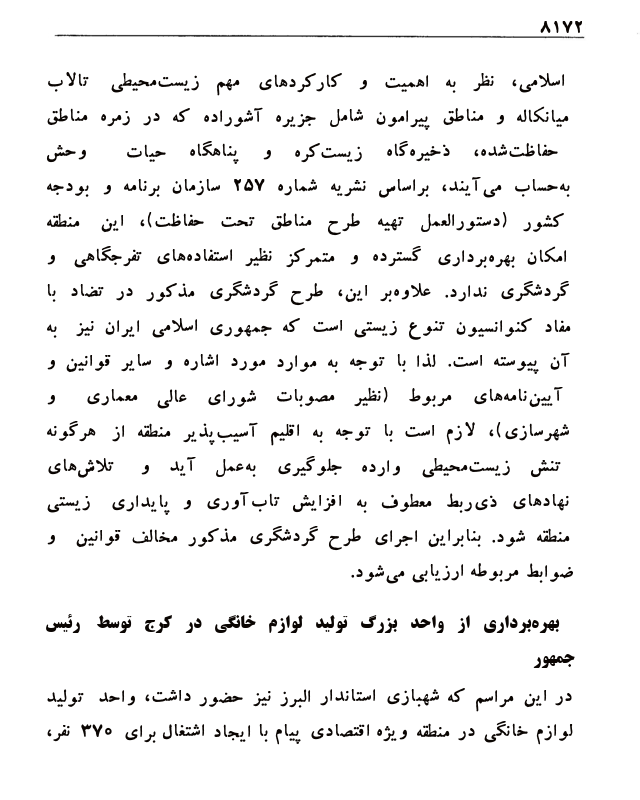 ۸۱۷۲
اسلامی، نظر به اهمیت و کارکردهای مهم زیست‌محیطی تالاب
میانکاله و مناطق پیرامون شامل جزیره آشوراده که در زمره مناطق
حفاظت‌شده، ذخیره‌گاه زیست‌کره و پناهگاه حیات وحش
به‌حساب می‌آیند، براساس نشریه شماره ۲۵۷ سازمان برنامه و بودجه
کشور (دستورالعمل تهیه طرح مناطق تحت حفاظت)، این منطقه
امکان بهره‌برداری گسترده و متمرکز نظیر استفاده‌های تفرجگاهی و
گردشگری ندارد. علاوه‌بر این، طرح گردشگری مذکور در تضاد با
مفاد کنوانسیون تنوع زیستی است که جمهوری اسلامی ایران نیز به
آن پیوسته است. لذا با توجه به موارد مورد اشاره و سایر قوانین و
آیین‌نامه‌های مربوط (نظیر مصوبات شورای عالی معماری و
شهرسازی)، لازم است با توجه به اقلیم آسیب‌پذیر منطقه از هرگونه
تنش زیست‌محیطی وارده جلوگیری به‌عمل آید و تلاش‌های
نهادهای ذی‌ربط معطوف به افزایش تاب‌آوری و پایداری زیستی
منطقه شود. بنابراین اجرای طرح گردشگری مذکور مخالف قوانین و
ضوابط مربوطه ارزیابی می‌شود.
بهره‌برداری از واحد بزرگ تولید لوازم خانگی در کرج توسط رئیس
جمهور
در این مراسم که شهبازی استاندار البرز نیز حضور داشت، واحد تولید
لوازم خانگی در منطقه ویژه اقتصادی پیام با ایجاد اشتغال برای ۳۷۰ نفر،